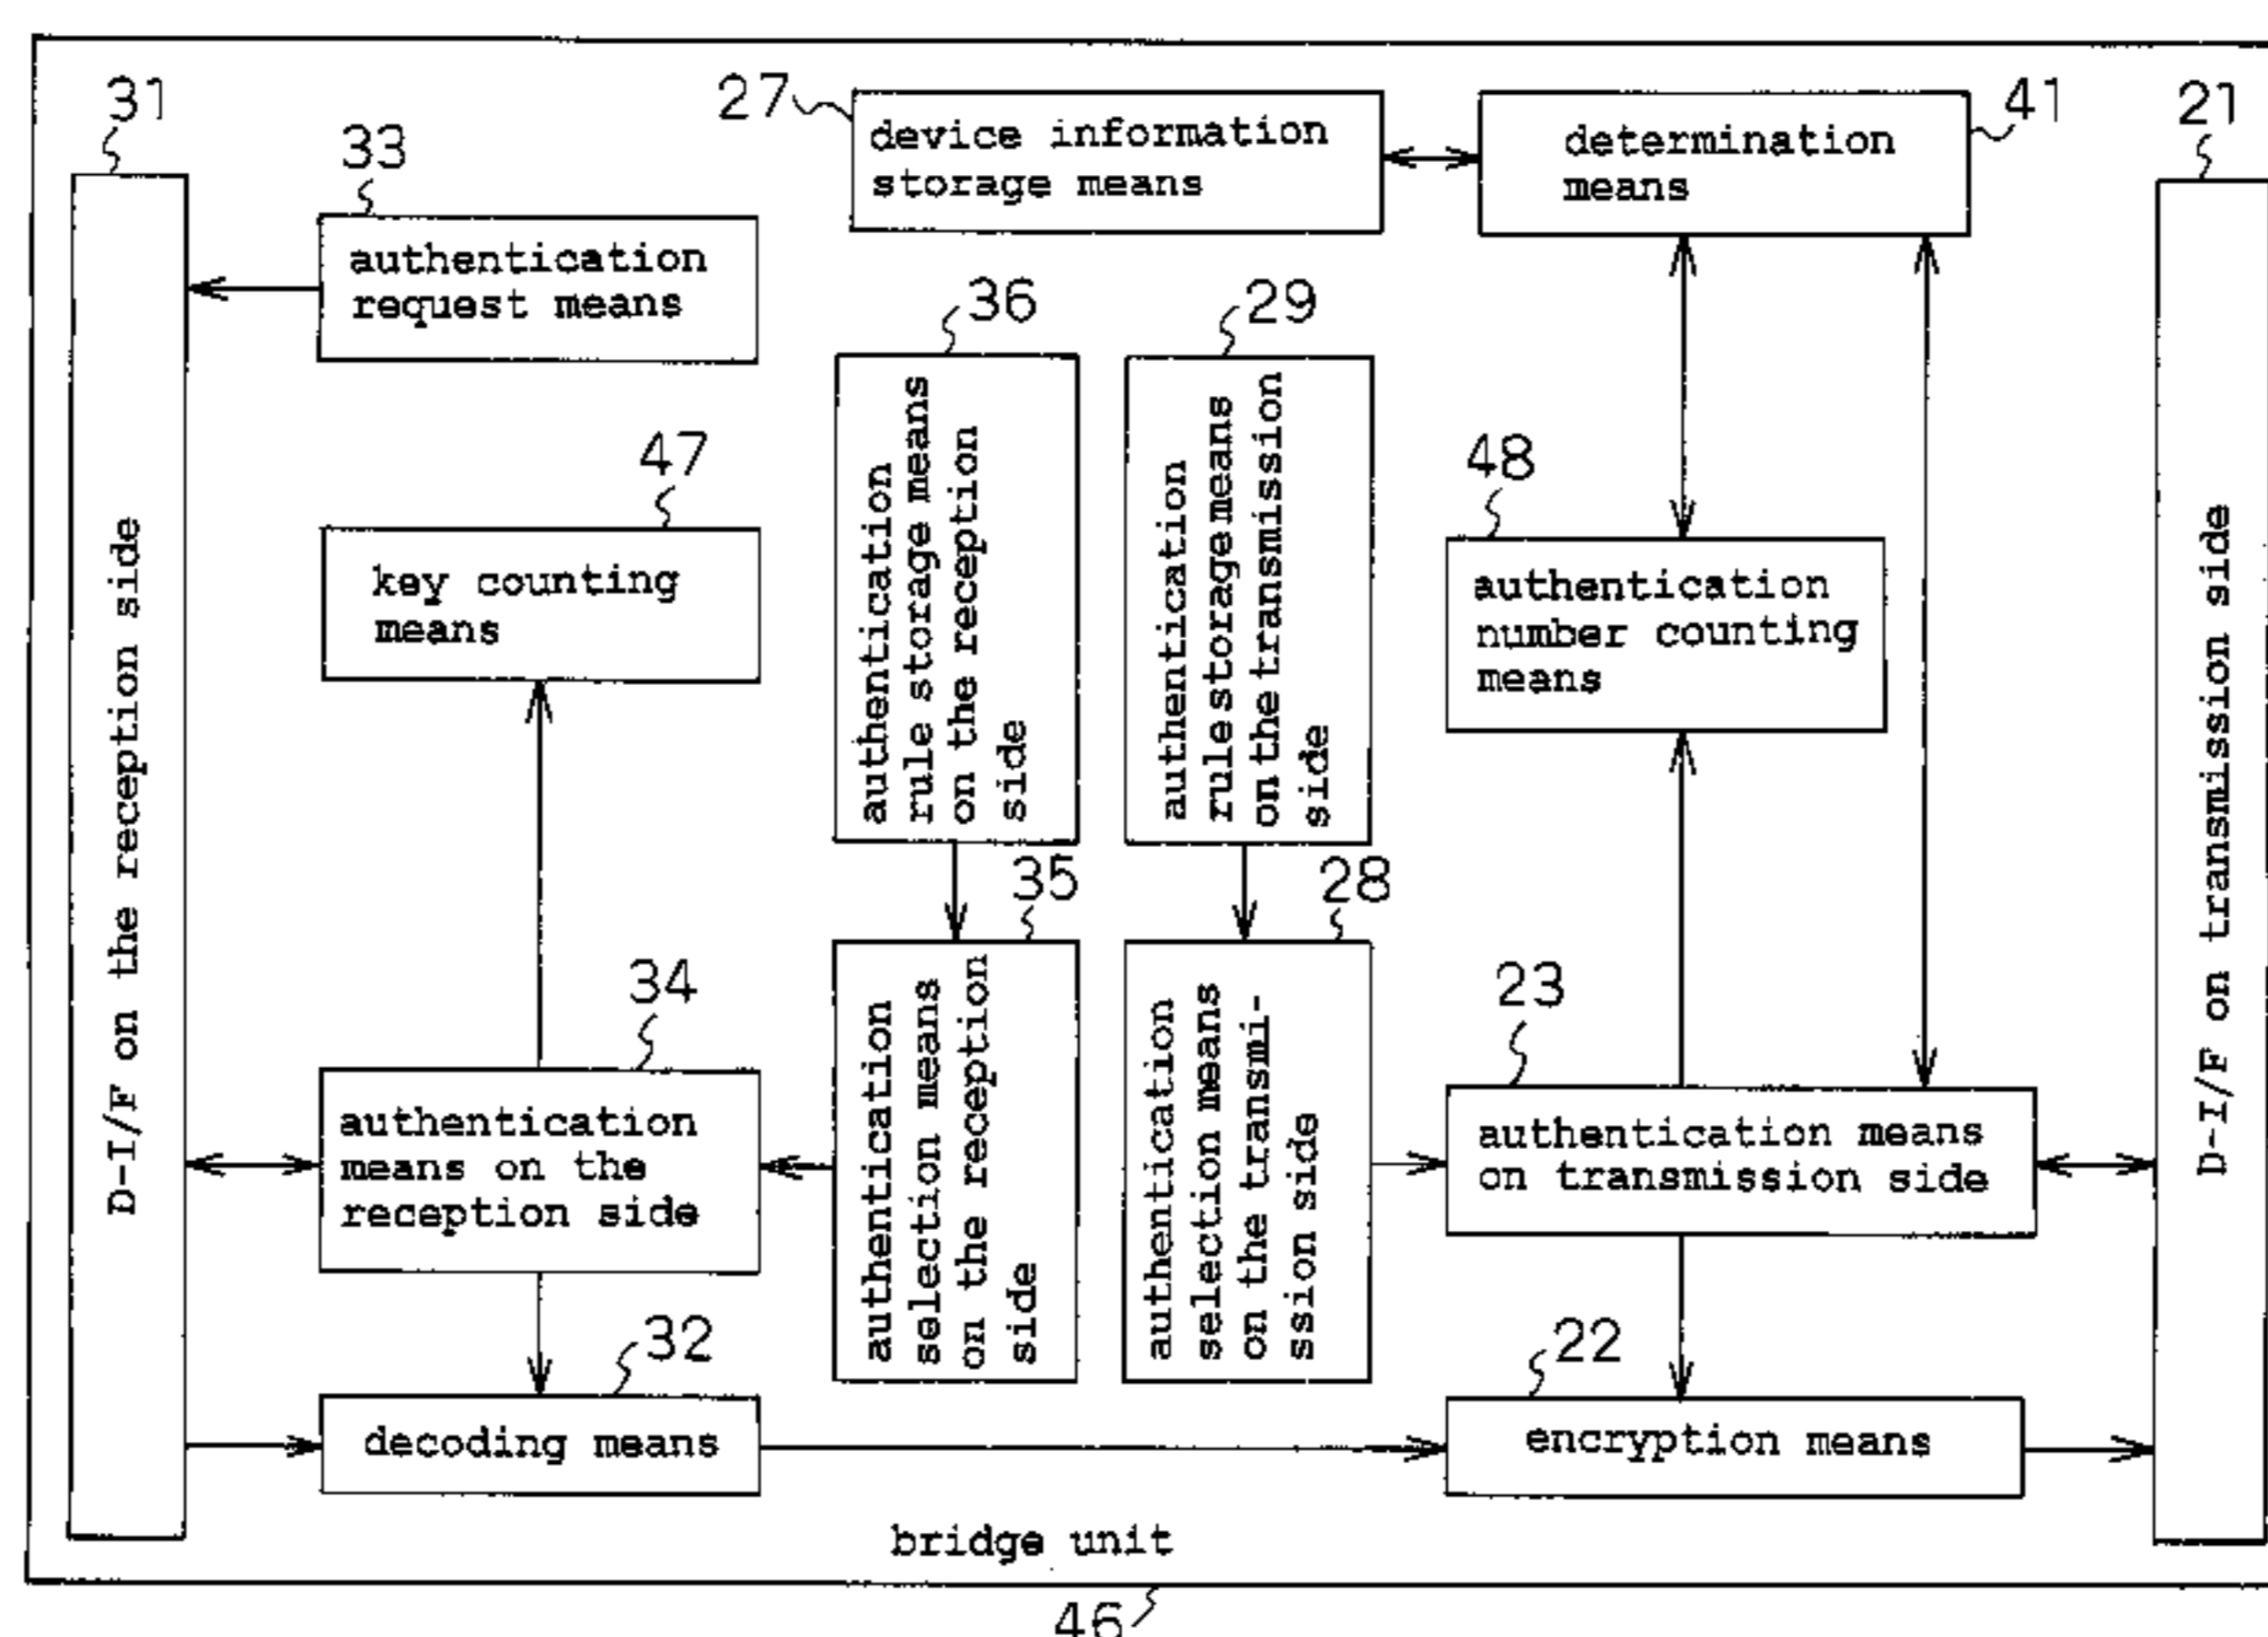 31
33
27
device information
storage means
determination
means
41
21
authentication
request means
36
29
47
key counting
means
authentication
rule storage means
on the reception
side
authentication
rule storage means
on the transmission
side
48
authentication
number counting
means
D-I/F on the reception side
D-I/F on transmission side
34
authentication
means on the
reception side
35
authentication
selection means
on the reception
side
28
authentication
selection means
on the transmi-
ssion side
23
authentication means
on transmission side
32
decoding means
22
encryption means
bridge unit
46